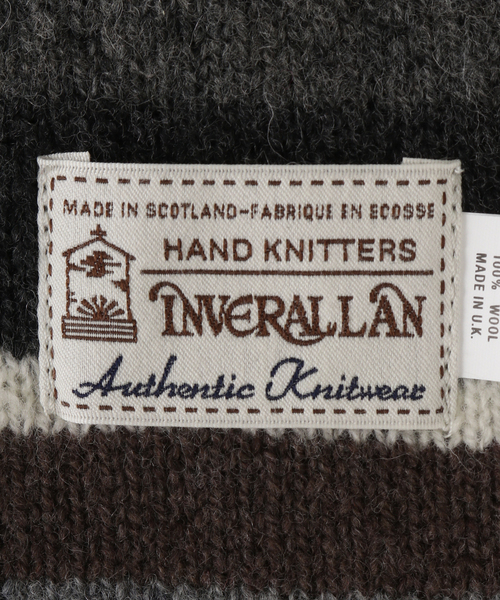 MADE IN SCOTLAND-FABRIQUE EN ECOSSE
HAND KNITTERS
INVERALLAN
Authentic Knitwear
100% WOOL
MADE IN U.K.